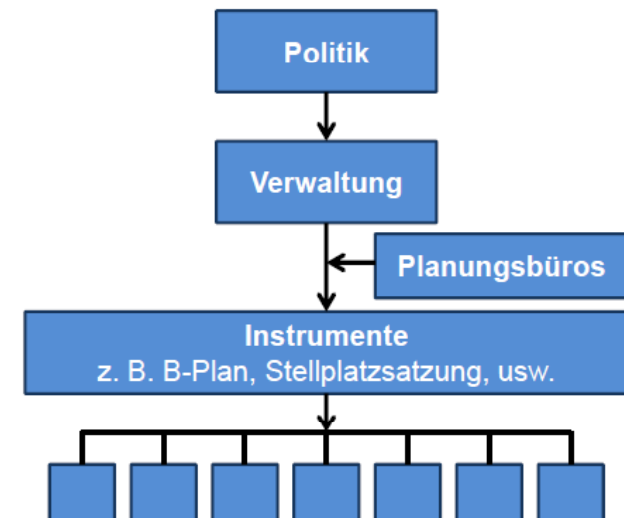 Politik
Verwaltung
Planungsbüros
Instrumente
z. B. B-Plan, Stellplatzsatzung, usw.